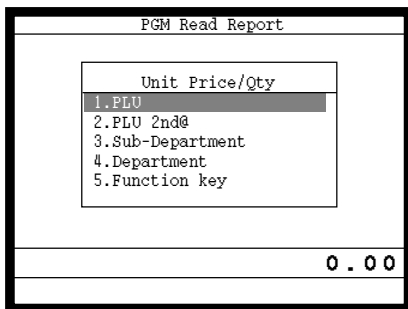 PGM Read Report
Unit Price/Qty
1.PLU
2.PLU 2nd@
3.Sub-Department
4.Department
5.Function key
0.00